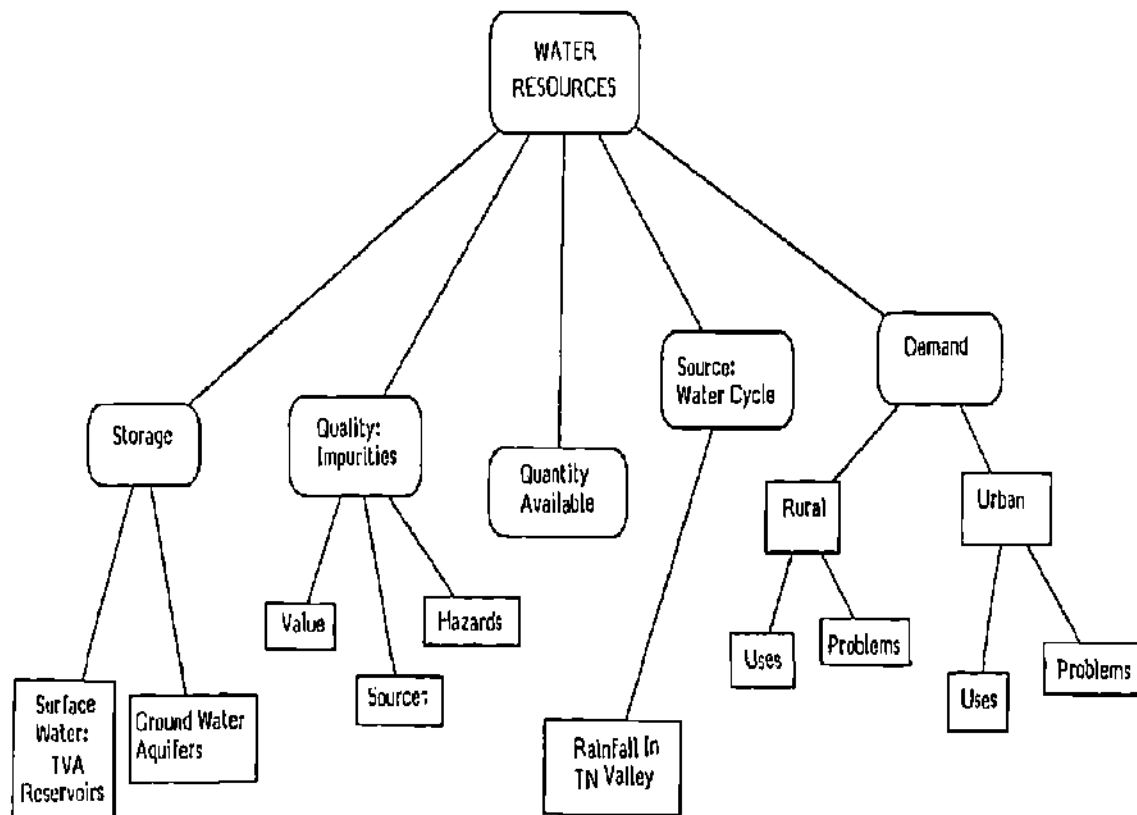 WATER
RESOURCES
Storage
Quality:
Impurities
Quantity
Available
Source:
Water Cycle
Demand
Rural
Urban
Value
Hazards
Sources
Uses
Problems
Uses
Problems
Surface
Water:
TVA
Reservoirs
Ground Water
Aquifers
Rainfall In
TN Valley